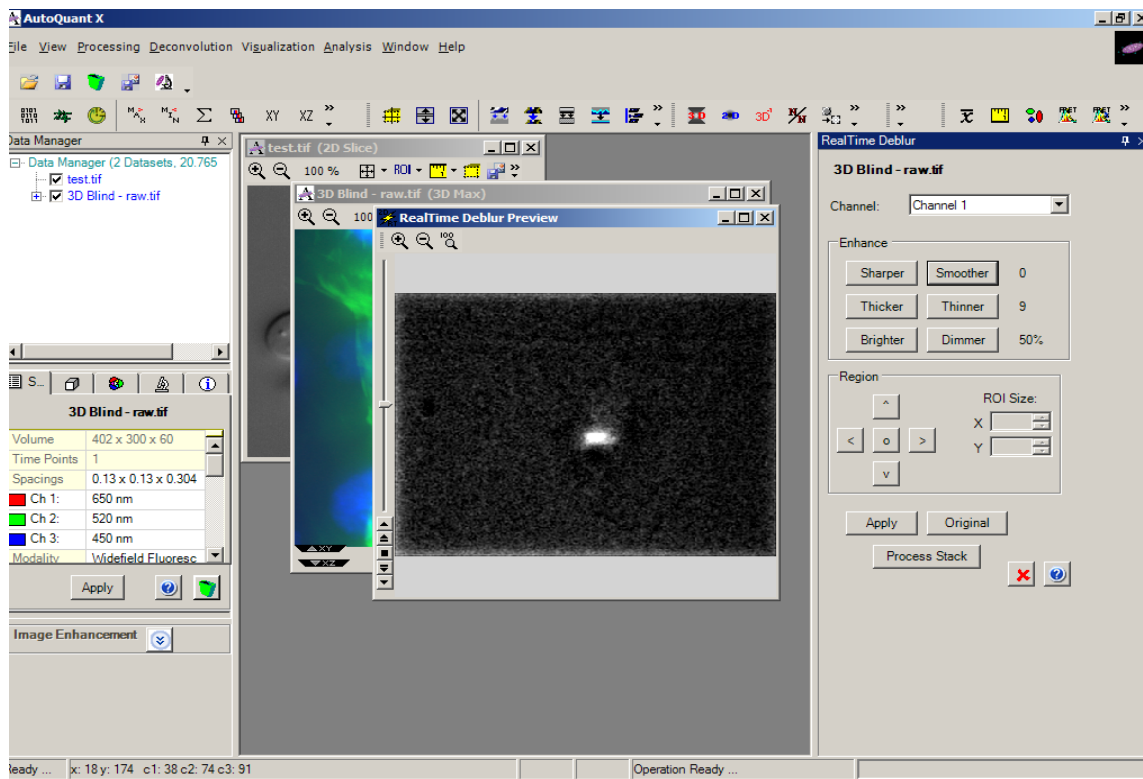 AutoQuant X
File View Processing Deconvolution Visualization Analysis Window Help
XY XZ
3D
Data Manager
Data Manager (2 Datasets, 20.765
test.tif
3D Blind - raw.tif
S...
3D Blind - raw.tif
Volume 402 x 300 x 60
Time Points 1
Spacings 0.13 x 0.13 x 0.304
Ch 1: 650 nm
Ch 2: 520 nm
Ch 3: 450 nm
Modality Widefield Fluoresc
Apply
Image Enhancement
test.tif (2D Slice)
100 % ROI
3D Blind - raw.tif (3D Max)
100
XY
XZ
RealTime Deblur Preview
100
RealTime Deblur
3D Blind - raw.tif
Channel: Channel 1
Enhance
Sharper Smoother 0
Thicker Thinner 9
Brighter Dimmer 50%
Region
ROI Size:
^
X
< o >
Y
v
Apply Original
Process Stack
Ready ... x: 18 y: 174 c1: 38 c2: 74 c3: 91 Operation Ready ...